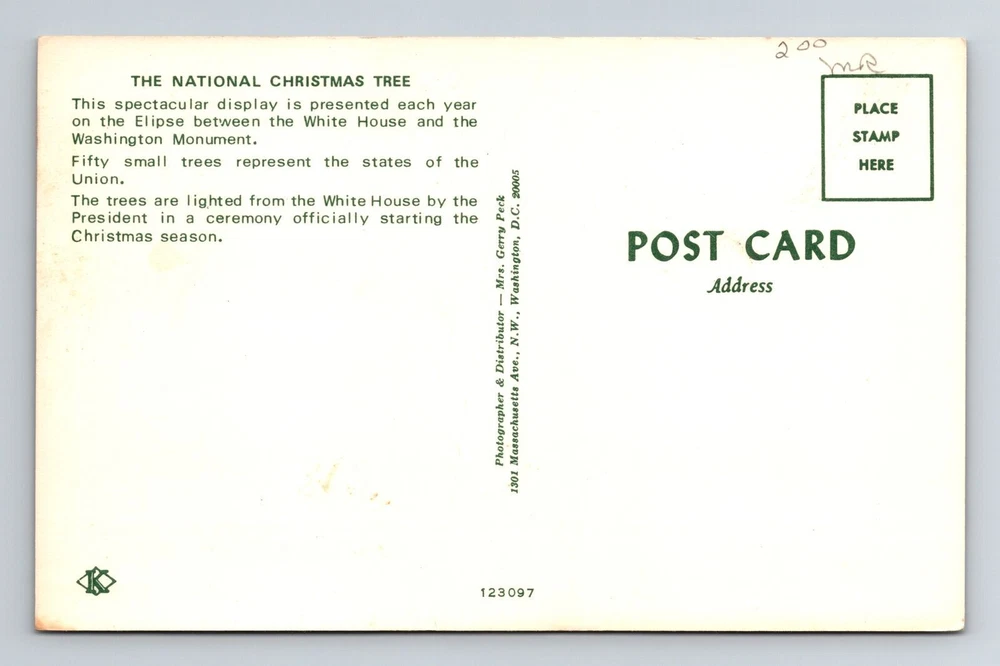 THE NATIONAL CHRISTMAS TREE
This spectacular display is presented each year
on the Elipse between the White House and the
Washington Monument.
Fifty small trees represent the states of the
Union.
The trees are lighted from the White House by the
President in a ceremony officially starting the
Christmas season.
Photographer & Distributor — Mrs. Gerry Peck
1301 Massachusetts Ave., N.W., Washington, D.C. 20005
200
MR
PLACE
STAMP
HERE
POST CARD
Address
K
123097